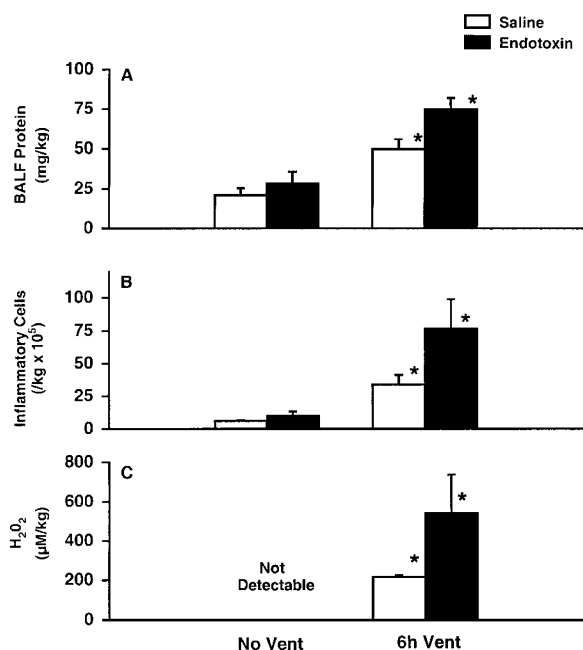 Saline
Endotoxin
A
BALF Protein
(mg/kg)
100
75
50
25
0
*
*
B
Inflammatory Cells
(/kg x 10⁵)
100
75
50
25
0
*
*
C
H₂O₂
(µM/kg)
800
600
400
200
0
Not
Detectable
*
*
No Vent
6h Vent